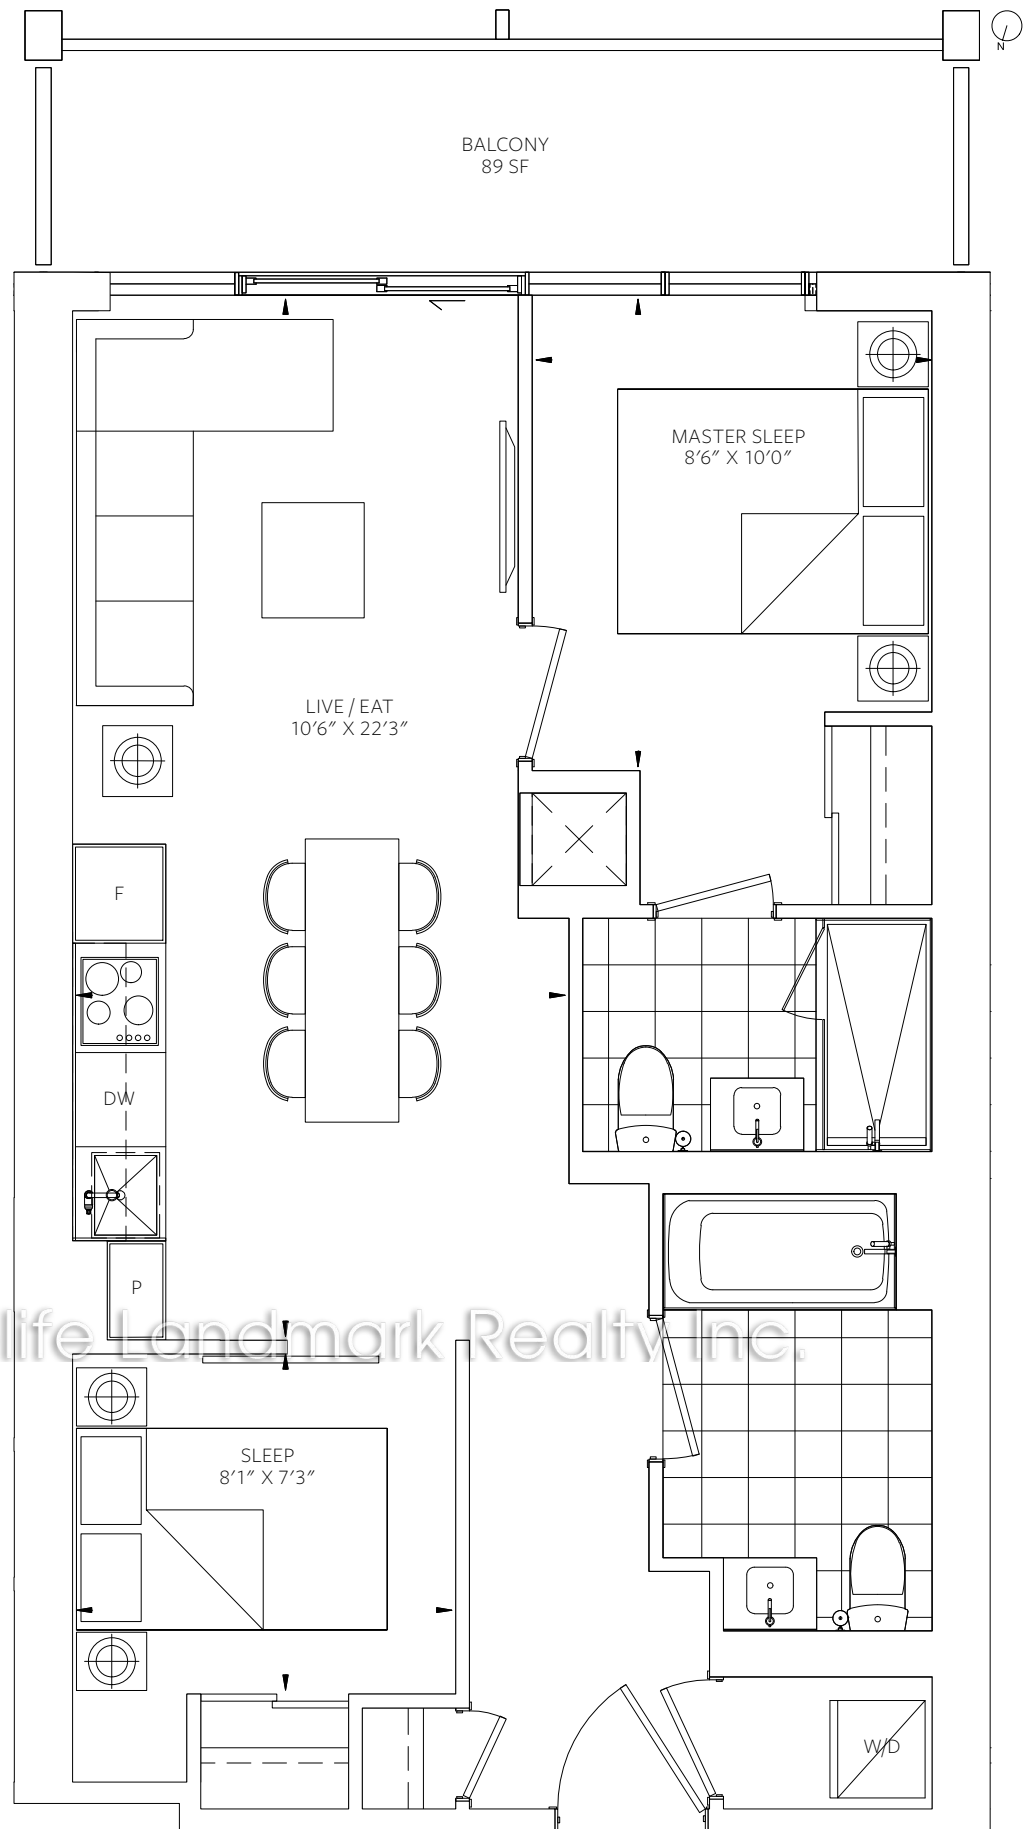 N
BALCONY
89 SF
MASTER SLEEP
8'6" X 10'0"
LIVE / EAT
10'6" X 22'3"
F
DW
P
life Landmark Realty Inc.
SLEEP
8'1" X 7'3"
W/D